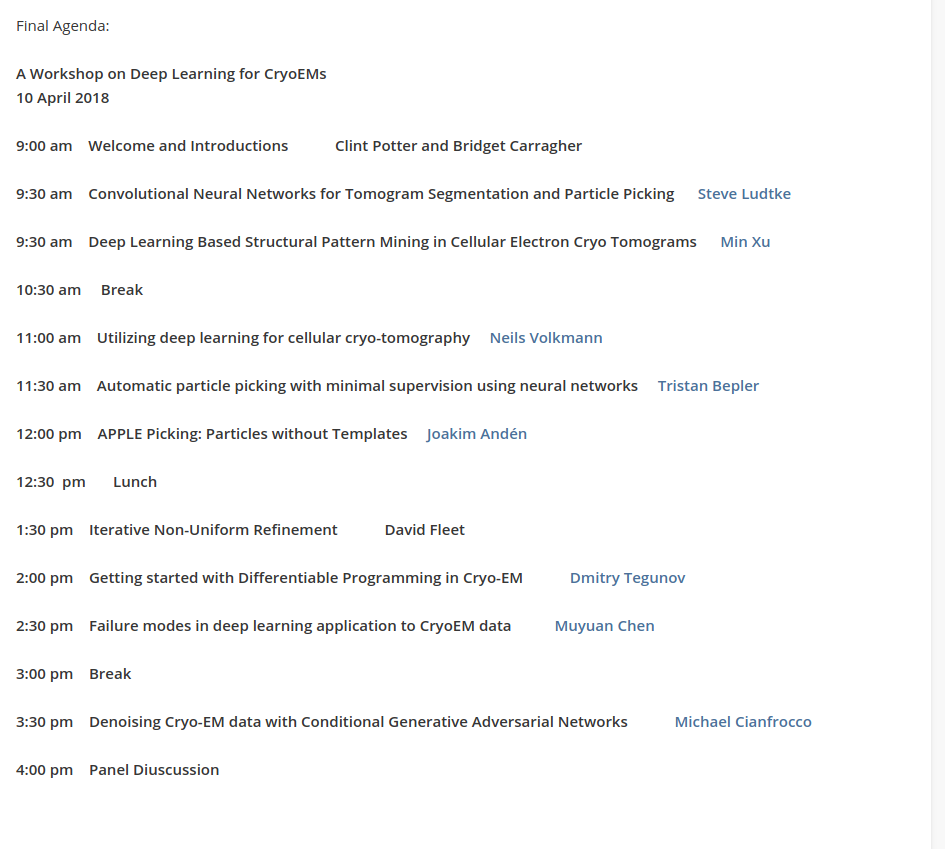 Final Agenda:
A Workshop on Deep Learning for CryoEMs
10 April 2018
9:00 am Welcome and Introductions Clint Potter and Bridget Carragher
9:30 am Convolutional Neural Networks for Tomogram Segmentation and Particle Picking Steve Ludtke
9:30 am Deep Learning Based Structural Pattern Mining in Cellular Electron Cryo Tomograms Min Xu
10:30 am Break
11:00 am Utilizing deep learning for cellular cryo-tomography Neils Volkmann
11:30 am Automatic particle picking with minimal supervision using neural networks Tristan Bepler
12:00 pm APPLE Picking: Particles without Templates Joakim Andén
12:30 pm Lunch
1:30 pm Iterative Non-Uniform Refinement David Fleet
2:00 pm Getting started with Differentiable Programming in Cryo-EM Dmitry Tegunov
2:30 pm Failure modes in deep learning application to CryoEM data Muyuan Chen
3:00 pm Break
3:30 pm Denoising Cryo-EM data with Conditional Generative Adversarial Networks Michael Cianfrocco
4:00 pm Panel Diuscussion